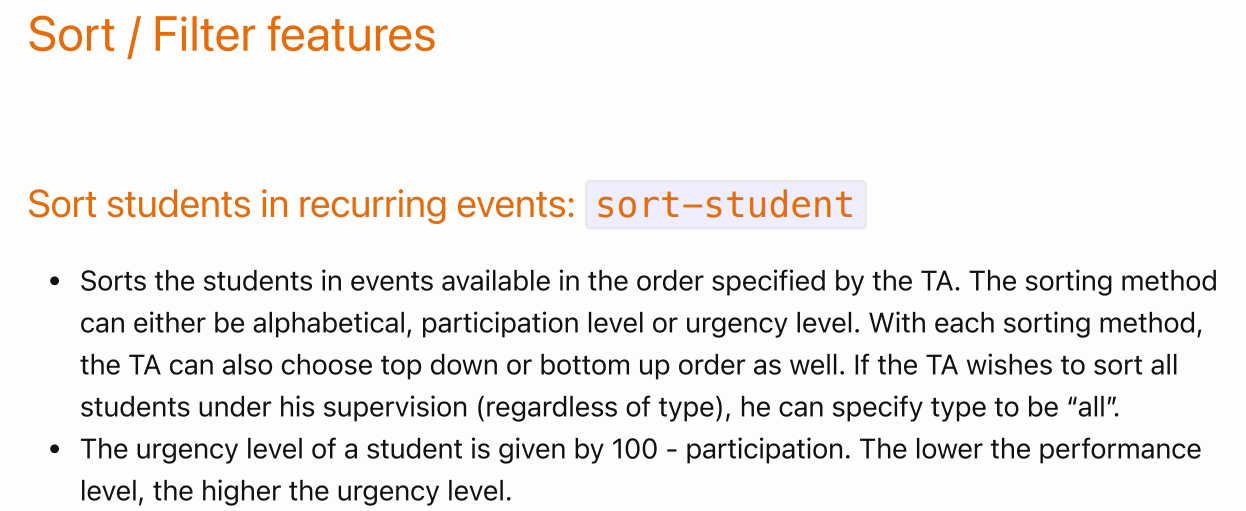 Sort / Filter features
Sort students in recurring events: sort-student
• Sorts the students in events available in the order specified by the TA. The sorting method
can either be alphabetical, participation level or urgency level. With each sorting method,
the TA can also choose top down or bottom up order as well. If the TA wishes to sort all
students under his supervision (regardless of type), he can specify type to be “all”.
• The urgency level of a student is given by 100 - participation. The lower the performance
level, the higher the urgency level.